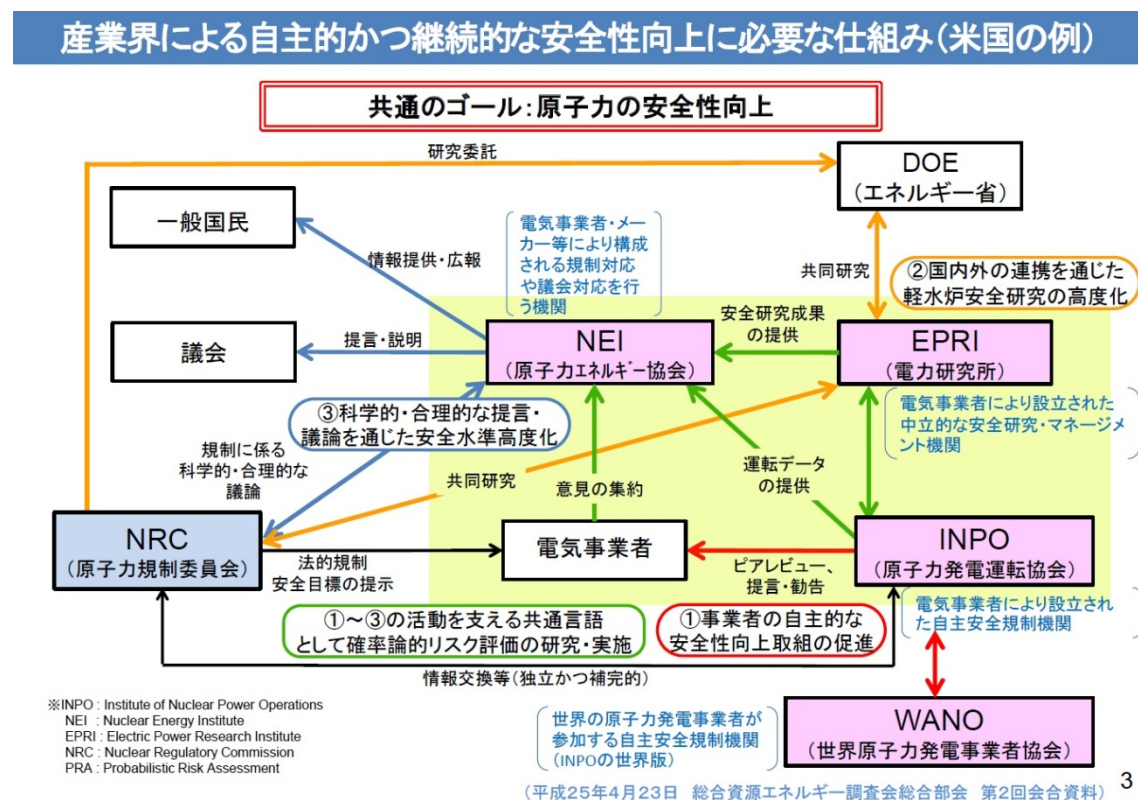 産業界による自主的かつ継続的な安全性向上に必要な仕組み(米国の例)
共通のゴール:原子力の安全性向上
研究委託
DOE
(エネルギー省)
一般国民
情報提供・広報
電気事業者・メー
カー等により構成
される規制対応
や議会対応を行
う機関
共同研究
②国内外の連携を通じた
軽水炉安全研究の高度化
議会
提言・説明
NEI
(原子力エネルギー協会)
安全研究成果
の提供
EPRI
(電力研究所)
③科学的・合理的な提言・
議論を通じた安全水準高度化
電気事業者により設立された
中立的な安全研究・マネージメ
ント機関
規制に係る
科学的・合理的な
議論
共同研究
意見の集約
運転データ
の提供
NRC
(原子力規制委員会)
法的規制
安全目標の提示
電気事業者
ピアレビュー、
提言・勧告
INPO
(原子力発電運転協会)
①~③の活動を支える共通言語
として確率論的リスク評価の研究・実施
①事業者の自主的な
安全性向上取組の促進
電気事業者により設立され
た自主安全規制機関
情報交換等(独立かつ補完的)
※INPO : Institute of Nuclear Power Operations
NEI : Nuclear Energy Institute
EPRI : Electric Power Research Institute
NRC : Nuclear Regulatory Commission
PRA : Probabilistic Risk Assessment
世界の原子力発電事業者が
参加する自主安全規制機関
(INPOの世界版)
WANO
(世界原子力発電事業者協会)
(平成25年4月23日 総合資源エネルギー調査会総合部会 第2回会合資料)
3